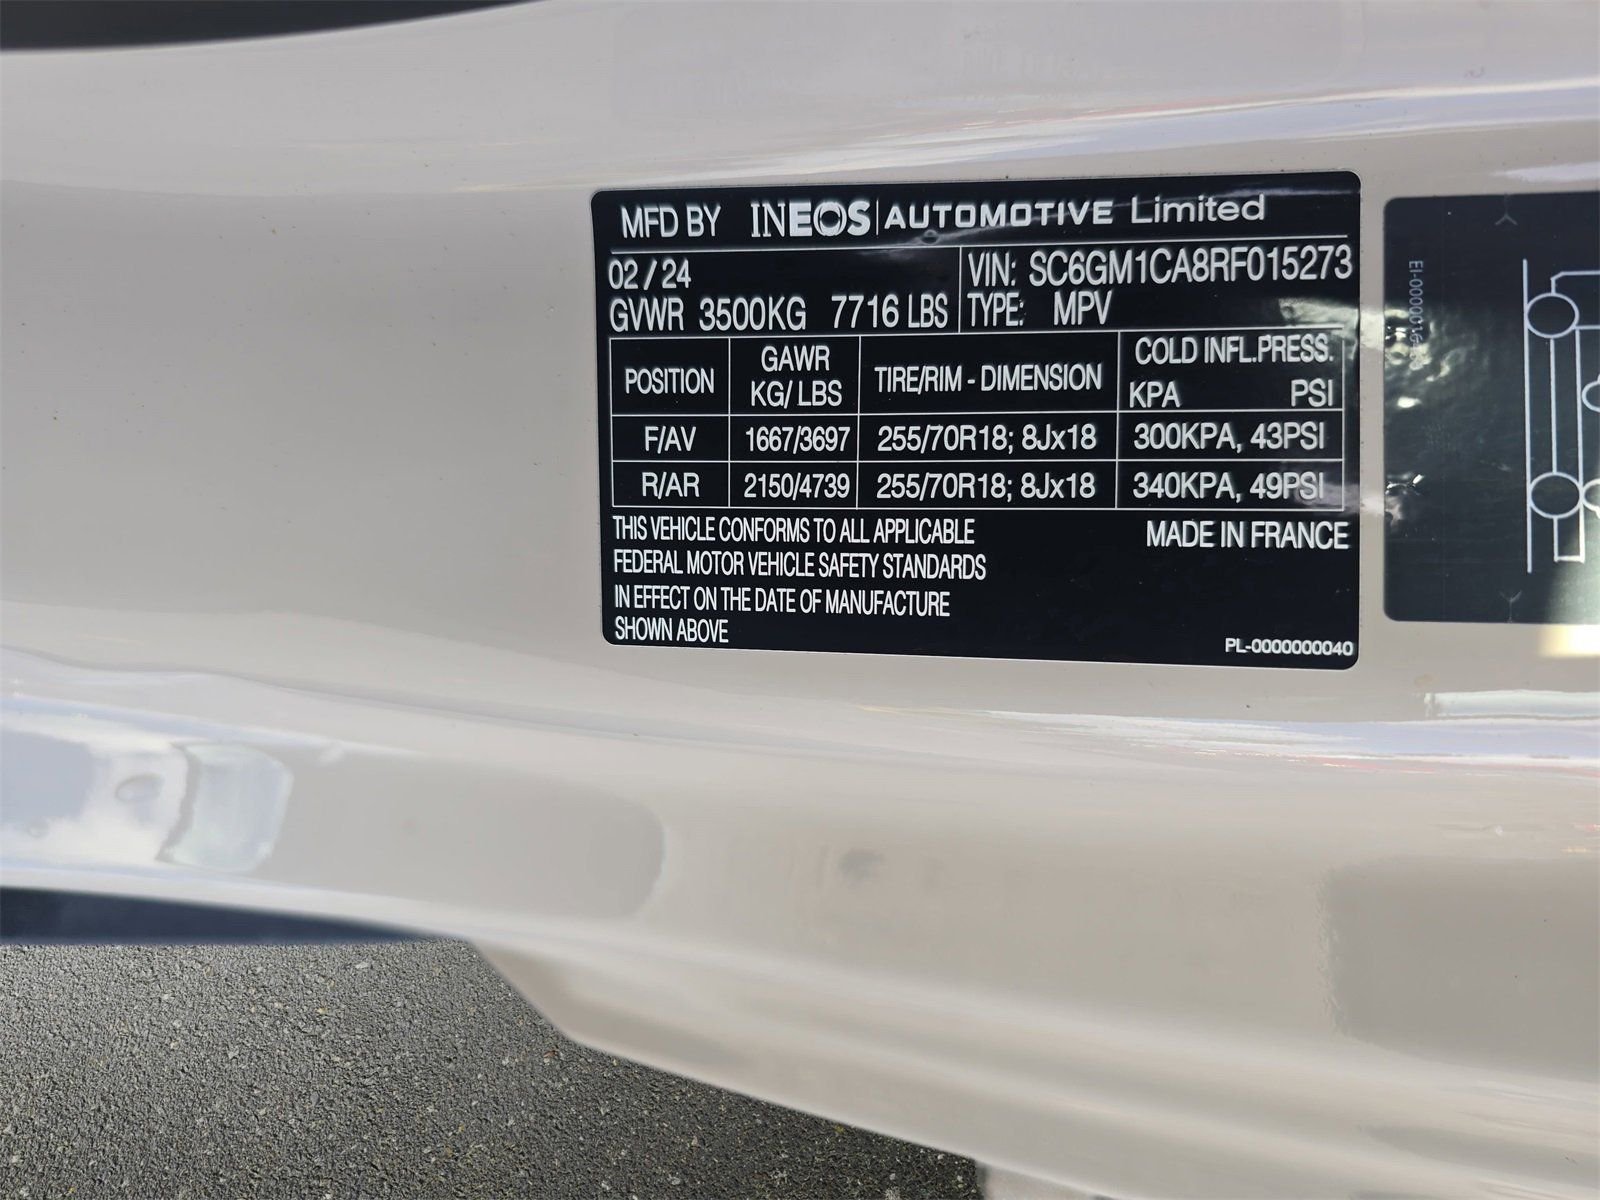 MFD BY INEOS | AUTOMOTIVE Limited
02 / 24
GVWR 3500KG 7716 LBS
VIN: SC6GM1CA8RF015273
TYPE: MPV
POSITION GAWR KG/ LBS TIRE/RIM - DIMENSION COLD INFL.PRESS. KPA PSI
F/AV 1667/3697 255/70R18; 8Jx18 300KPA, 43PSI
R/AR 2150/4739 255/70R18; 8Jx18 340KPA, 49PSI
THIS VEHICLE CONFORMS TO ALL APPLICABLE
FEDERAL MOTOR VEHICLE SAFETY STANDARDS
IN EFFECT ON THE DATE OF MANUFACTURE
SHOWN ABOVE
MADE IN FRANCE
PL-0000000040